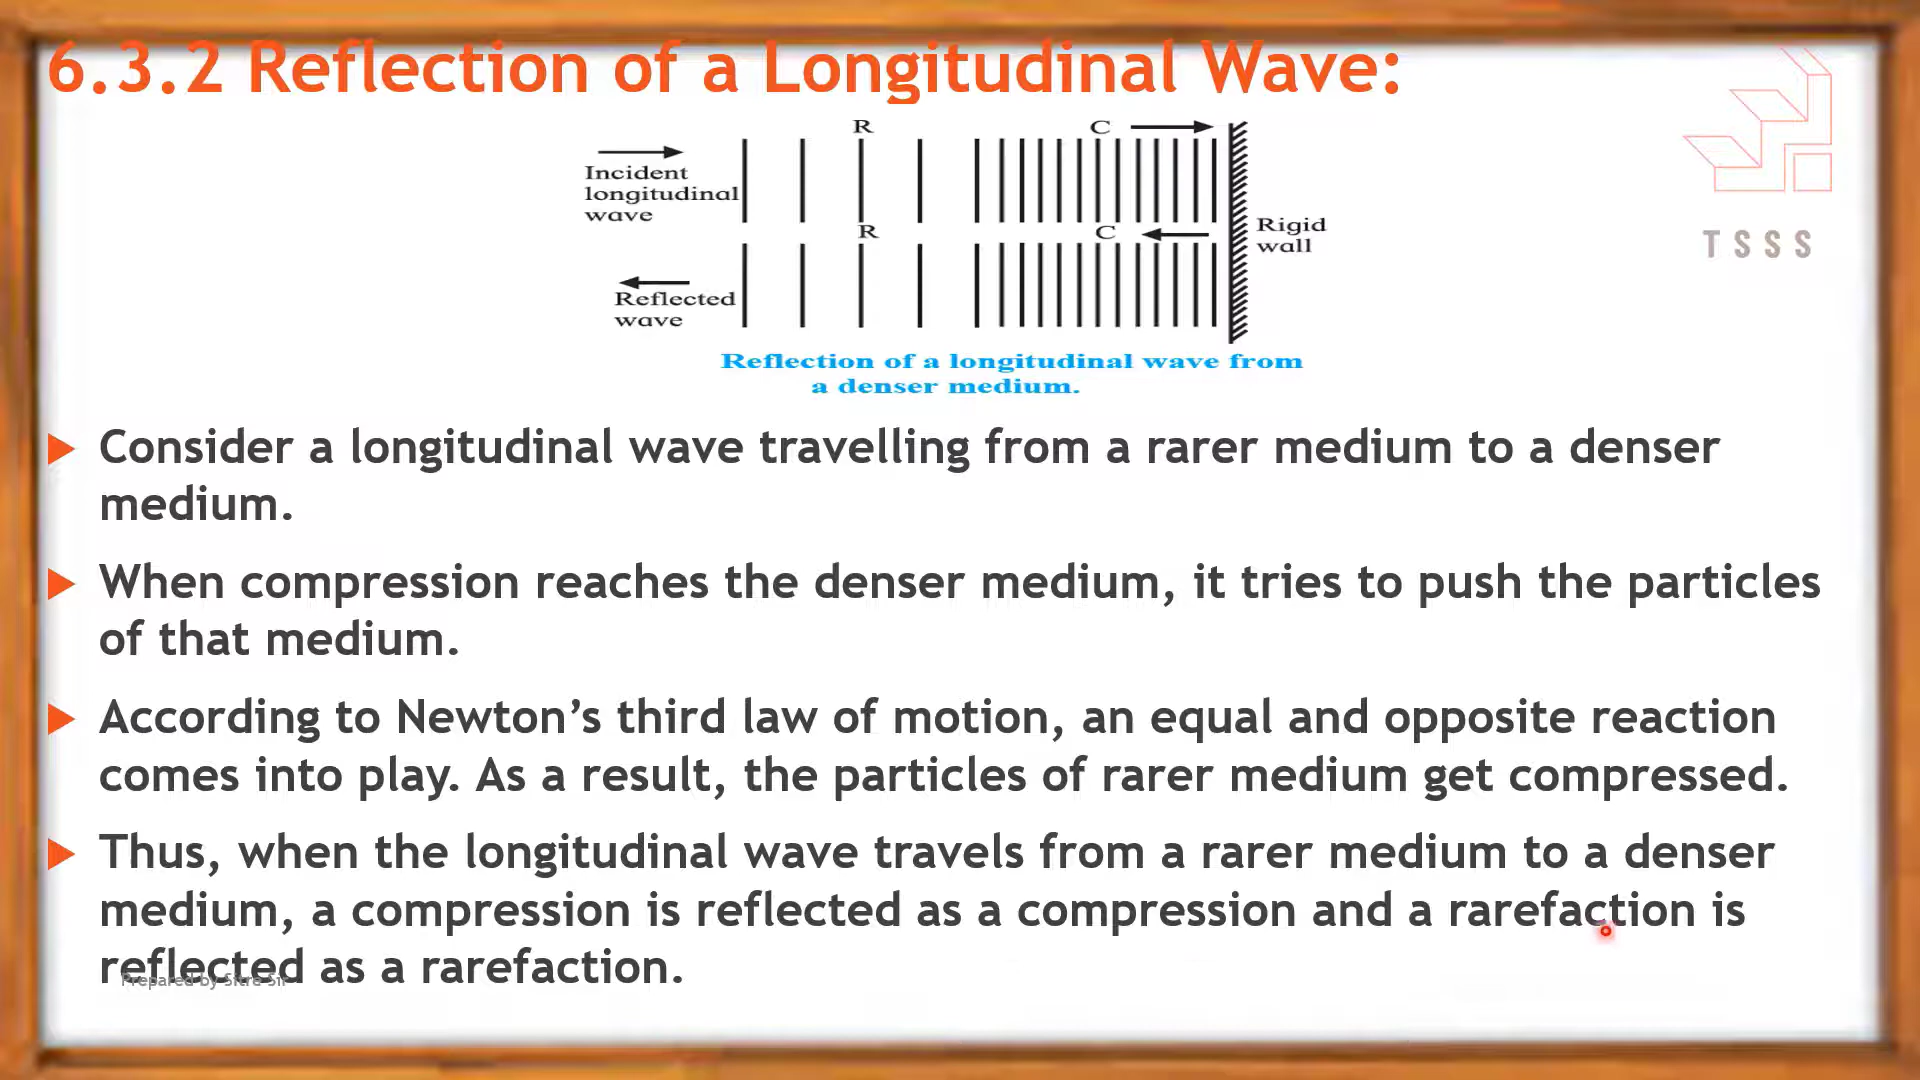 6.3.2 Reflection of a Longitudinal Wave:
R
C
Incident
longitudinal
wave
R
C
Rigid
wall
Reflected
wave
TSSS
Reflection of a longitudinal wave from
a denser medium.
Consider a longitudinal wave travelling from a rarer medium to a denser
medium.
When compression reaches the denser medium, it tries to push the particles
of that medium.
According to Newton’s third law of motion, an equal and opposite reaction
comes into play. As a result, the particles of rarer medium get compressed.
Thus, when the longitudinal wave travels from a rarer medium to a denser
medium, a compression is reflected as a compression and a rarefaction is
reflected as a rarefaction.
Prepared by Sitre Sir